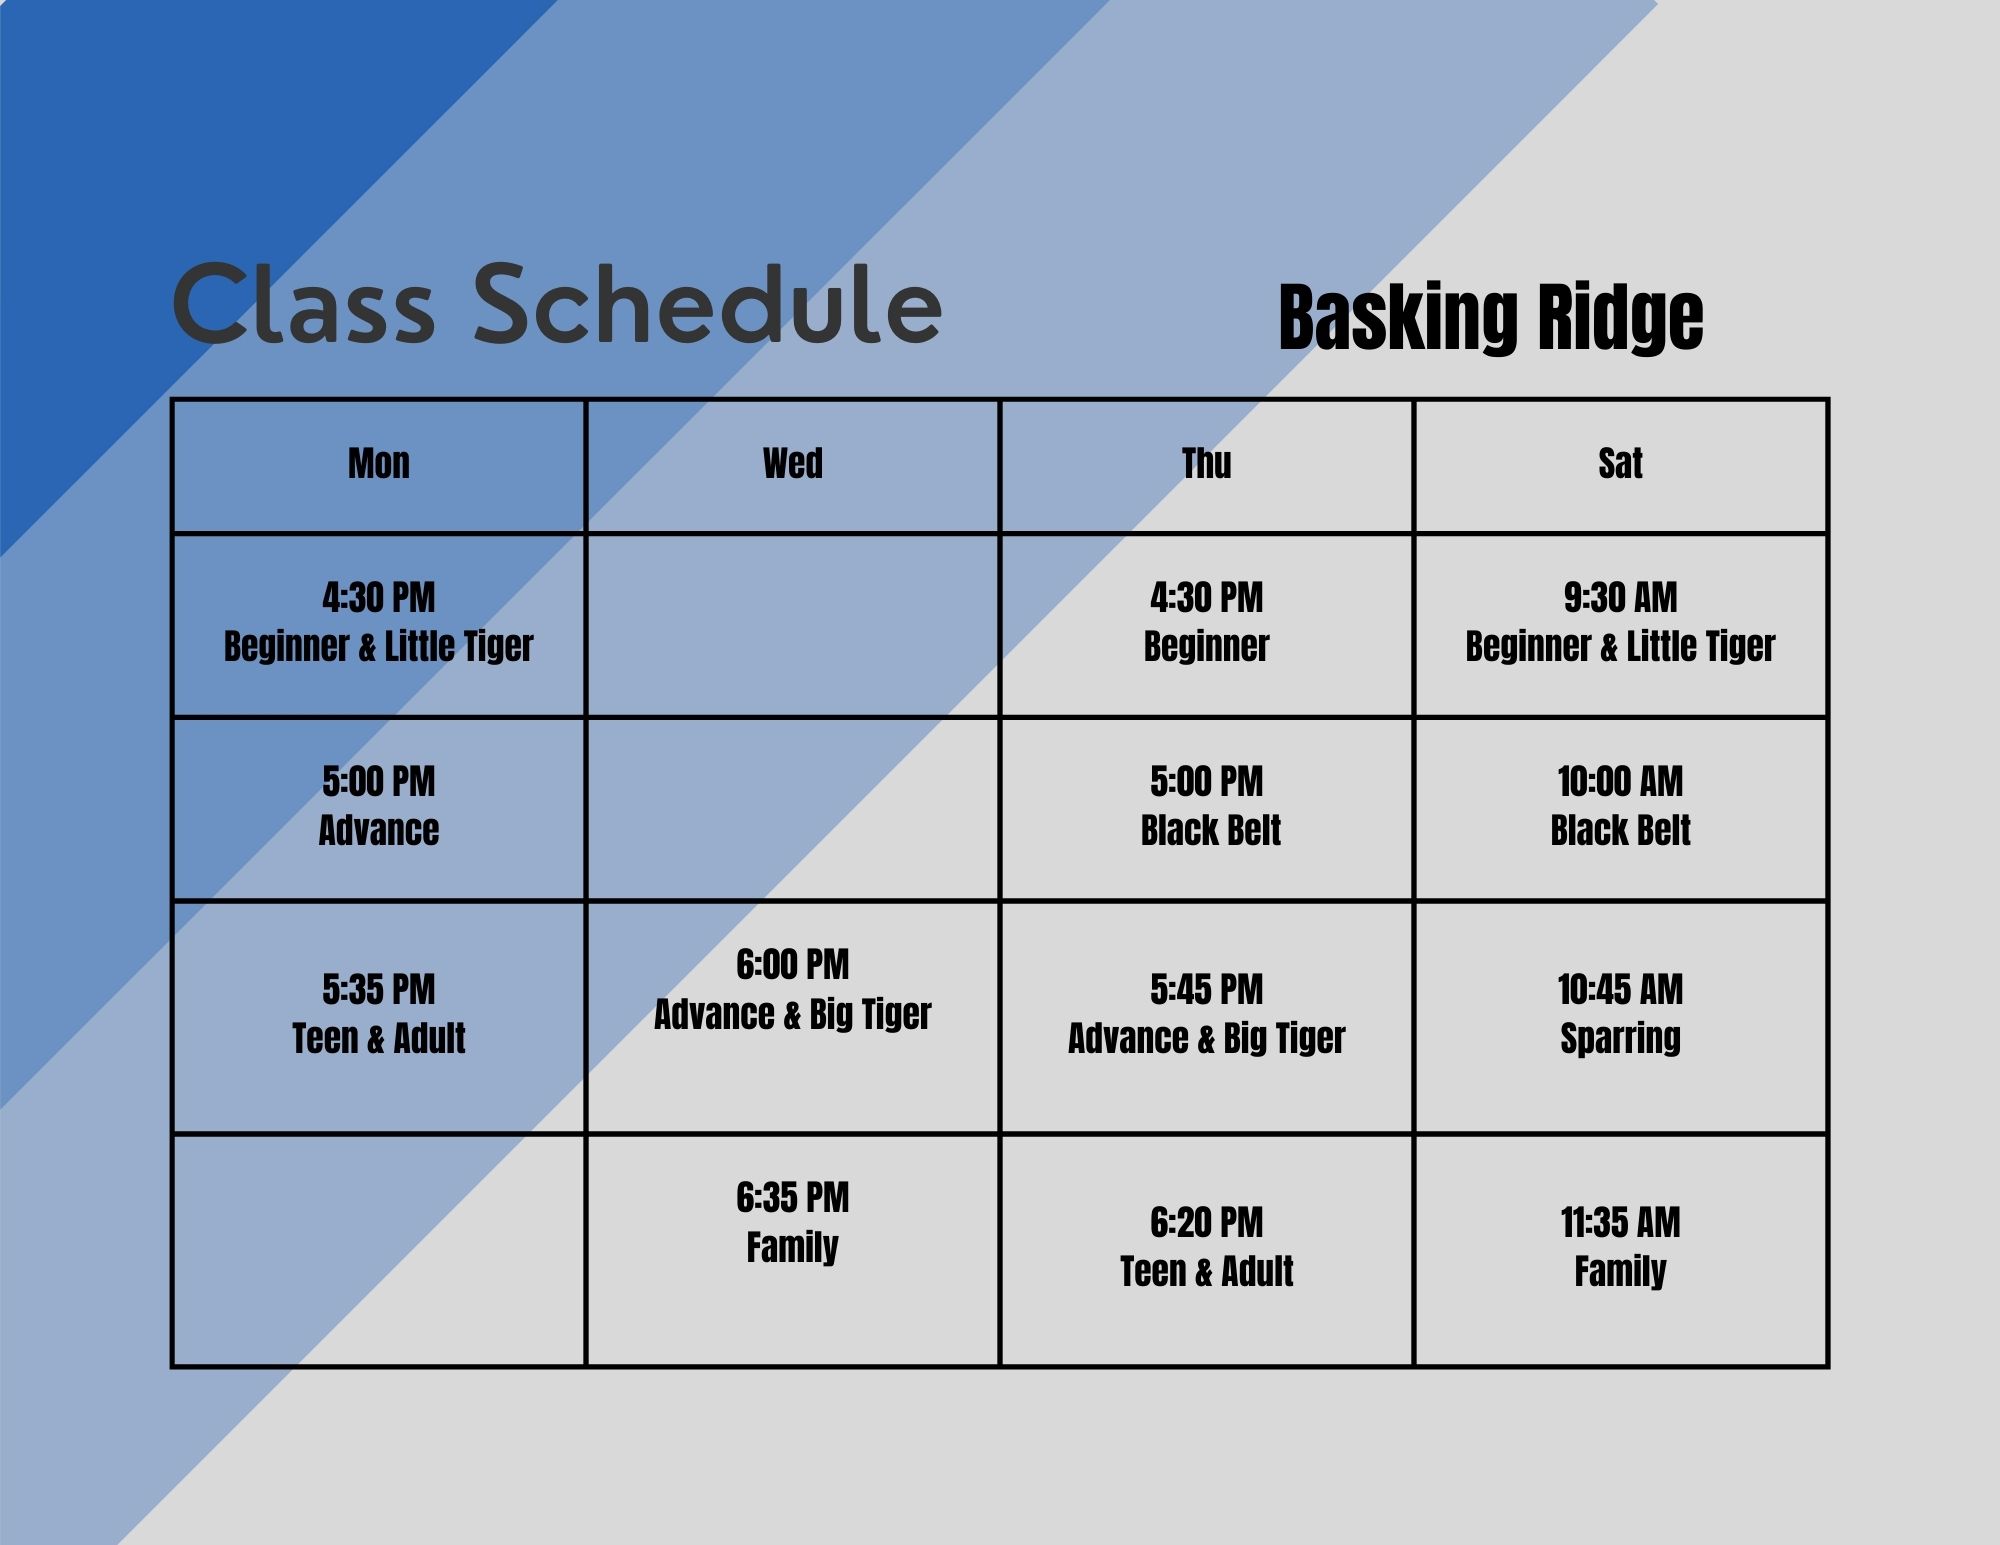 Class Schedule
Basking Ridge
Mon
Wed
Thu
Sat
4:30 PM
Beginner & Little Tiger
4:30 PM
Beginner
9:30 AM
Beginner & Little Tiger
5:00 PM
Advance
5:00 PM
Black Belt
10:00 AM
Black Belt
5:35 PM
Teen & Adult
6:00 PM
Advance & Big Tiger
5:45 PM
Advance & Big Tiger
10:45 AM
Sparring
6:35 PM
Family
6:20 PM
Teen & Adult
11:35 AM
Family